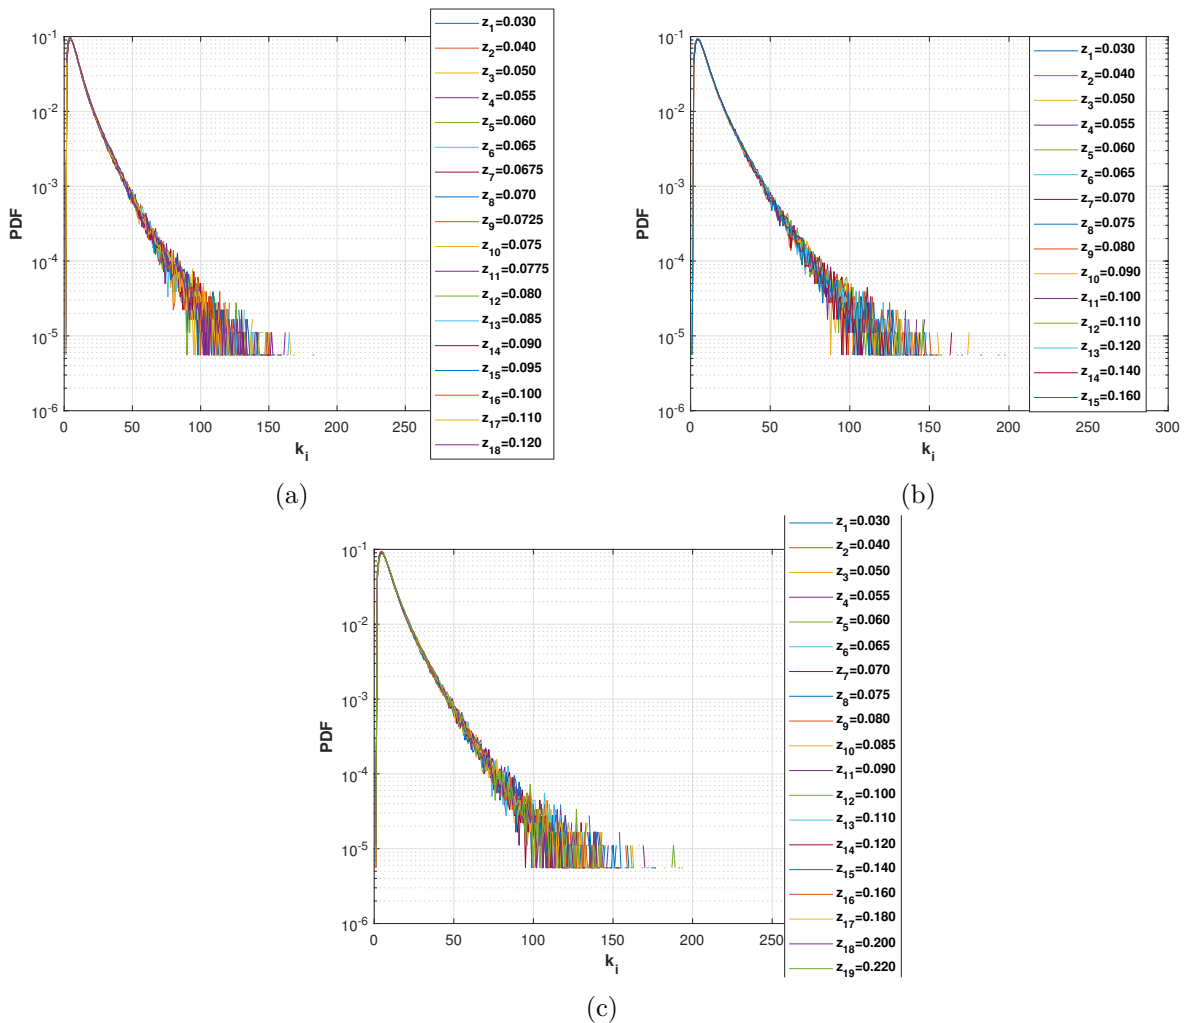 z_1=0.030
z_2=0.040
z_3=0.050
z_4=0.055
z_5=0.060
z_6=0.065
z_7=0.0675
z_8=0.070
z_9=0.0725
z_10=0.075
z_11=0.0775
z_12=0.080
z_13=0.085
z_14=0.090
z_15=0.095
z_16=0.100
z_17=0.110
z_18=0.120
10^-1
10^-2
10^-3
10^-4
10^-5
10^-6
PDF
0 50 100 150 200 250
k_i
(a)
z_1=0.030
z_2=0.040
z_3=0.050
z_4=0.055
z_5=0.060
z_6=0.065
z_7=0.070
z_8=0.075
z_9=0.080
z_10=0.090
z_11=0.100
z_12=0.110
z_13=0.120
z_14=0.140
z_15=0.160
10^-1
10^-2
10^-3
10^-4
10^-5
10^-6
PDF
0 50 100 150 200 250 300
k_i
(b)
z_1=0.030
z_2=0.040
z_3=0.050
z_4=0.055
z_5=0.060
z_6=0.065
z_7=0.070
z_8=0.075
z_9=0.080
z_10=0.085
z_11=0.090
z_12=0.100
z_13=0.110
z_14=0.120
z_15=0.140
z_16=0.160
z_17=0.180
z_18=0.200
z_19=0.220
10^-1
10^-2
10^-3
10^-4
10^-5
10^-6
PDF
0 50 100 150 200 250
k_i
(c)